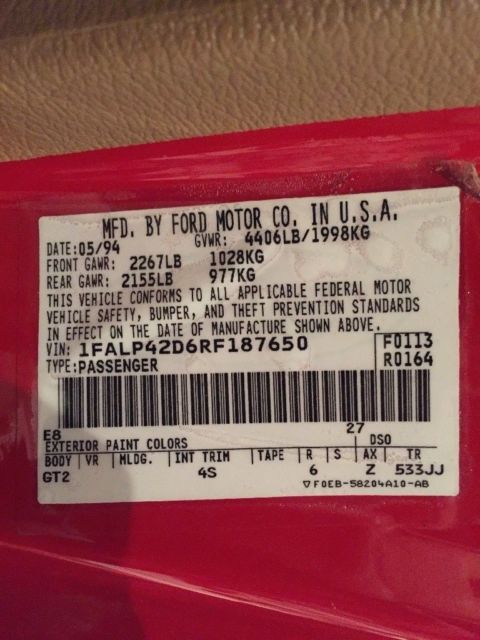 MFD. BY FORD MOTOR CO. IN U.S.A.
DATE:05/94 GVWR: 4406LB/1998KG
FRONT GAWR: 2267LB 1028KG
REAR GAWR: 2155LB 977KG
THIS VEHICLE CONFORMS TO ALL APPLICABLE FEDERAL MOTOR
VEHICLE SAFETY, BUMPER, AND THEFT PREVENTION STANDARDS
IN EFFECT ON THE DATE OF MANUFACTURE SHOWN ABOVE.
VIN: 1FALP42D6RF187650 F0113
TYPE:PASSENGER R0164
E8 27
EXTERIOR PAINT COLORS DSO
BODY | VR | MLDG. | INT TRIM | TAPE | R | S | AX | TR
GT2 4S 6 Z 533JJ
▽F0EB-58204A10-AB